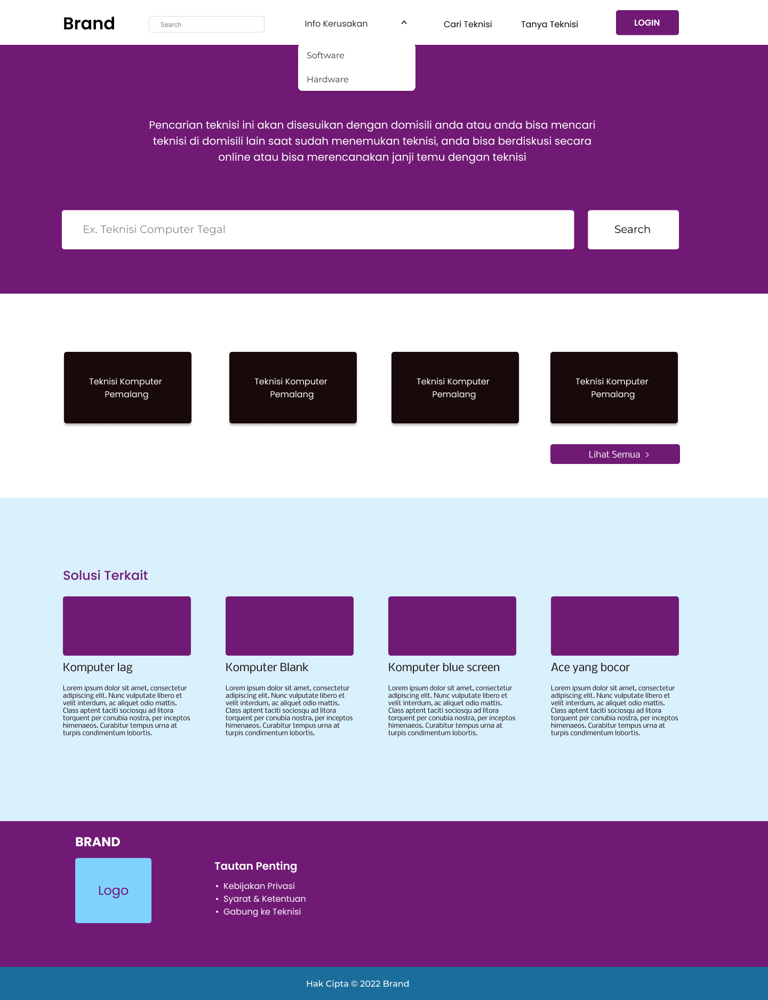 Brand
Search
Info Kerusakan
Cari Teknisi
Tanya Teknisi
LOGIN
Software
Hardware
Pencarian teknisi ini akan disesuikan dengan domisili anda atau anda bisa mencari
teknisi di domisili lain saat sudah menemukan teknisi, anda bisa berdiskusi secara
online atau bisa merencanakan janji temu dengan teknisi
Ex. Teknisi Computer Tegal
Search
Teknisi Komputer
Pemalang
Teknisi Komputer
Pemalang
Teknisi Komputer
Pemalang
Teknisi Komputer
Pemalang
Lihat Semua >
Solusi Terkait
Komputer lag
Lorem ipsum dolor sit amet, consectetur
adipiscing elit. Nunc vulputate libero et
velit interdum, ac aliquet odio mattis.
Class aptent taciti sociosqu ad litora
torquent per conubia nostra, per inceptos
himenaeos. Curabitur tempus urna at
turpis condimentum lobortis.
Komputer Blank
Lorem ipsum dolor sit amet, consectetur
adipiscing elit. Nunc vulputate libero et
velit interdum, ac aliquet odio mattis.
Class aptent taciti sociosqu ad litora
torquent per conubia nostra, per inceptos
himenaeos. Curabitur tempus urna at
turpis condimentum lobortis.
Komputer blue screen
Lorem ipsum dolor sit amet, consectetur
adipiscing elit. Nunc vulputate libero et
velit interdum, ac aliquet odio mattis.
Class aptent taciti sociosqu ad litora
torquent per conubia nostra, per inceptos
himenaeos. Curabitur tempus urna at
turpis condimentum lobortis.
Ace yang bocor
Lorem ipsum dolor sit amet, consectetur
adipiscing elit. Nunc vulputate libero et
velit interdum, ac aliquet odio mattis.
Class aptent taciti sociosqu ad litora
torquent per conubia nostra, per inceptos
himenaeos. Curabitur tempus urna at
turpis condimentum lobortis.
BRAND
Logo
Tautan Penting
• Kebijakan Privasi
• Syarat & Ketentuan
• Gabung ke Teknisi
Hak Cipta © 2022 Brand